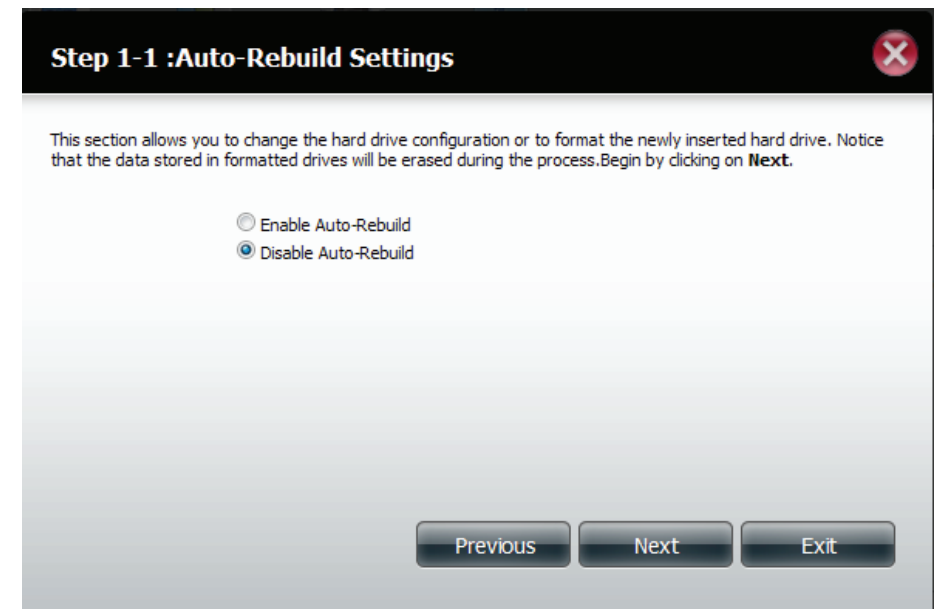 Step 1-1 :Auto-Rebuild Settings
This section allows you to change the hard drive configuration or to format the newly inserted hard drive. Notice
that the data stored in formatted drives will be erased during the process.Begin by clicking on Next.
Enable Auto-Rebuild
Disable Auto-Rebuild
Previous
Next
Exit